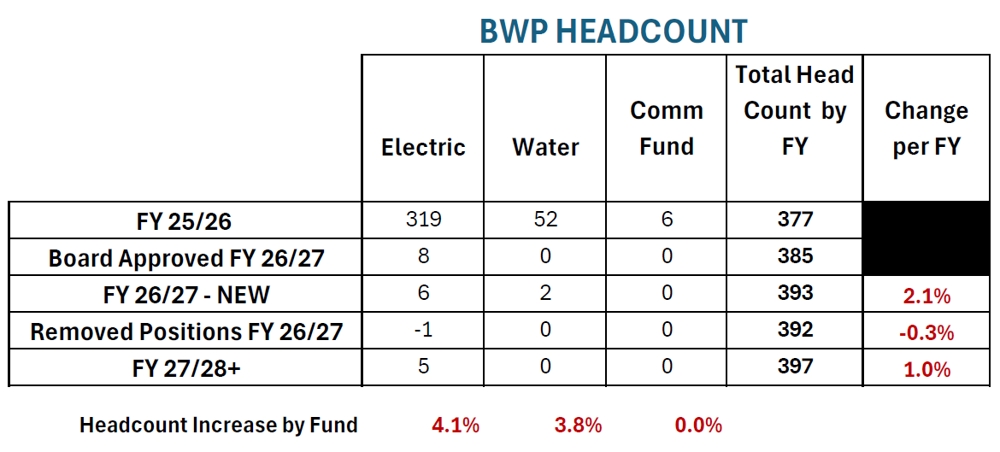 BWP HEADCOUNT
Electric Water Comm Fund Total Head Count by FY Change per FY
FY 25/26 319 52 6 377
Board Approved FY 26/27 8 0 0 385
FY 26/27 - NEW 6 2 0 393 2.1%
Removed Positions FY 26/27 -1 0 0 392 -0.3%
FY 27/28+ 5 0 0 397 1.0%
Headcount Increase by Fund 4.1% 3.8% 0.0%